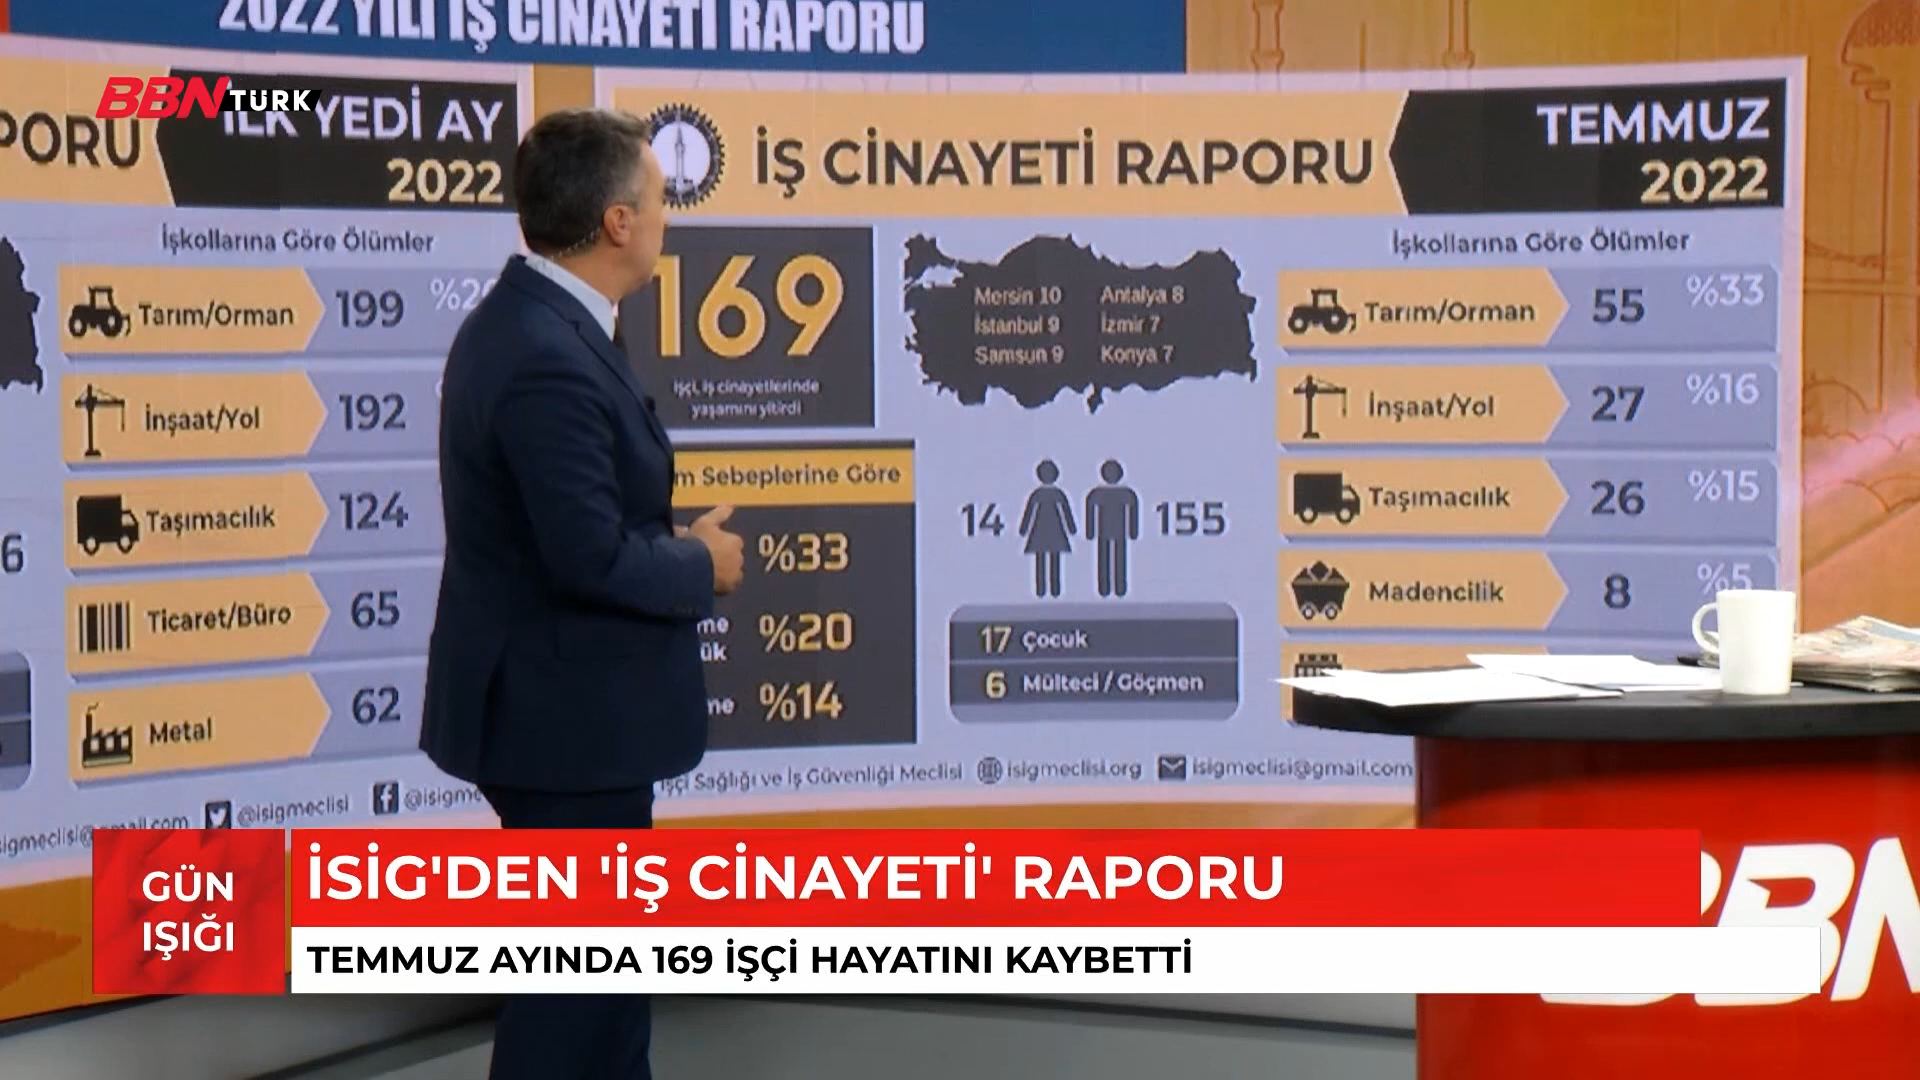 2022 YILI İŞ CİNAYETİ RAPORU
BBN TÜRK
İLK YEDİ AY
2022
İşkollarına Göre Ölümler
Tarım/Orman 199
İnşaat/Yol 192
Taşımacılık 124
Ticaret/Büro 65
Metal 62
6
@isigmeclisi
İŞ CİNAYETİ RAPORU
TEMMUZ
2022
169
işçi, iş cinayetlerinde
yaşamını yitirdi
Mersin 10 Antalya 8
İstanbul 9 İzmir 7
Samsun 9 Konya 7
Sebeplerine Göre
%33
%20
%14
14 155
17 Çocuk
6 Mülteci / Göçmen
İşkollarına Göre Ölümler
Tarım/Orman 55 %33
İnşaat/Yol 27 %16
Taşımacılık 26 %15
Madencilik 8 %5
İşçi Sağlığı ve İş Güvenliği Meclisi isigmeclisi.org isigmeclisi@gmail.com
GÜN
IŞIĞI
İSİG'DEN 'İŞ CİNAYETİ' RAPORU
TEMMUZ AYINDA 169 İŞÇİ HAYATINI KAYBETTİ
BBN